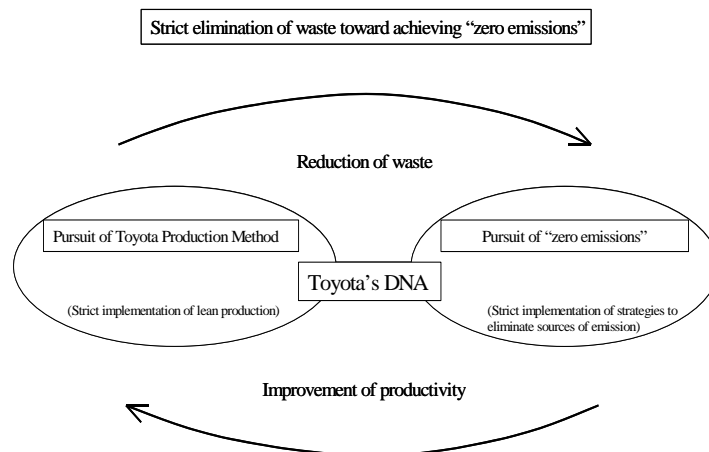 Strict elimination of waste toward achieving “zero emissions”
Reduction of waste
Pursuit of Toyota Production Method
Pursuit of “zero emissions”
Toyota’s DNA
(Strict implementation of lean production)
(Strict implementation of strategies to
eliminate sources of emission)
Improvement of productivity